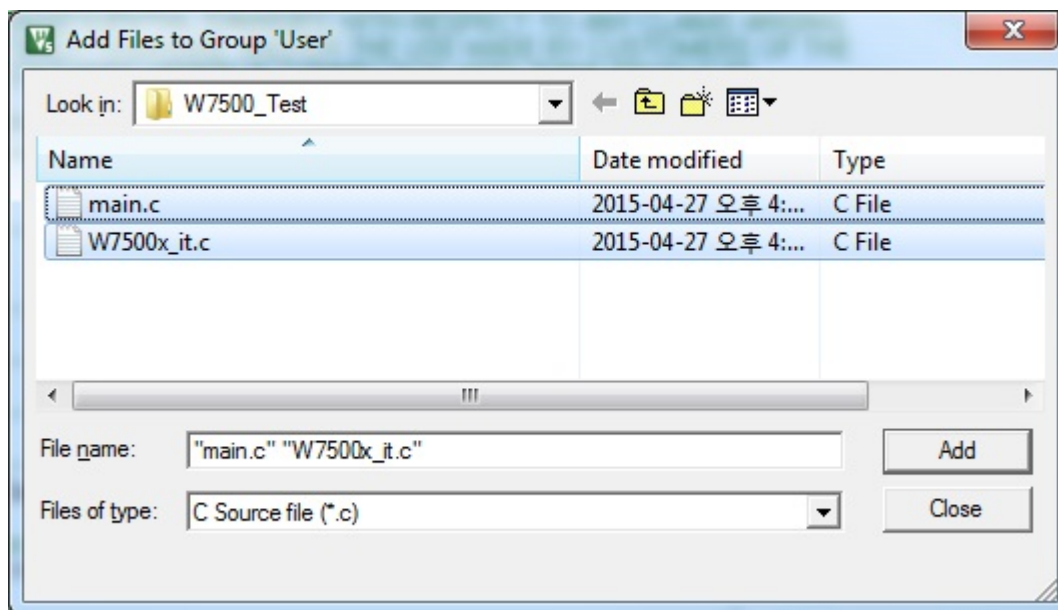 Add Files to Group 'User'
Look in: W7500_Test
Name Date modified Type
main.c 2015-04-27 오후 4:... C File
W7500x_it.c 2015-04-27 오후 4:... C File
File name: "main.c" "W7500x_it.c" Add
Files of type: C Source file (*.c) Close